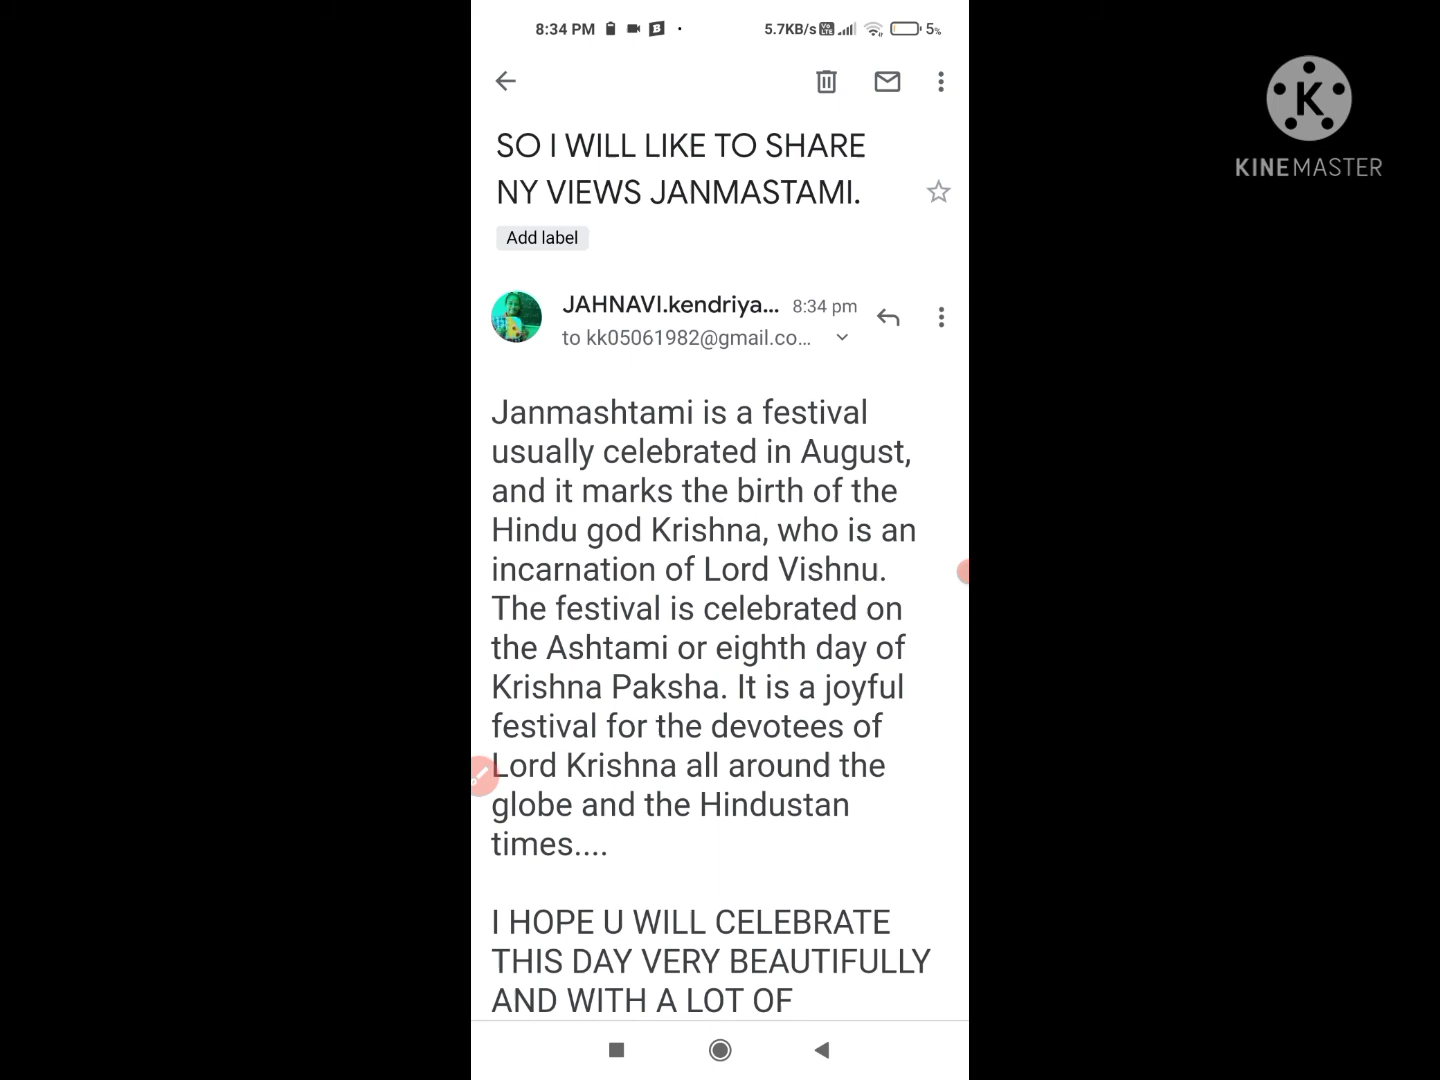 8:34 PM
5.7KB/s
5%
K
KINEMASTER
SO I WILL LIKE TO SHARE
NY VIEWS JANMASTAMI.
Add label
JAHNAVI.kendriya... 8:34 pm
to kk05061982@gmail.co...
Janmashtami is a festival
usually celebrated in August,
and it marks the birth of the
Hindu god Krishna, who is an
incarnation of Lord Vishnu.
The festival is celebrated on
the Ashtami or eighth day of
Krishna Paksha. It is a joyful
festival for the devotees of
Lord Krishna all around the
globe and the Hindustan
times....
I HOPE U WILL CELEBRATE
THIS DAY VERY BEAUTIFULLY
AND WITH A LOT OF